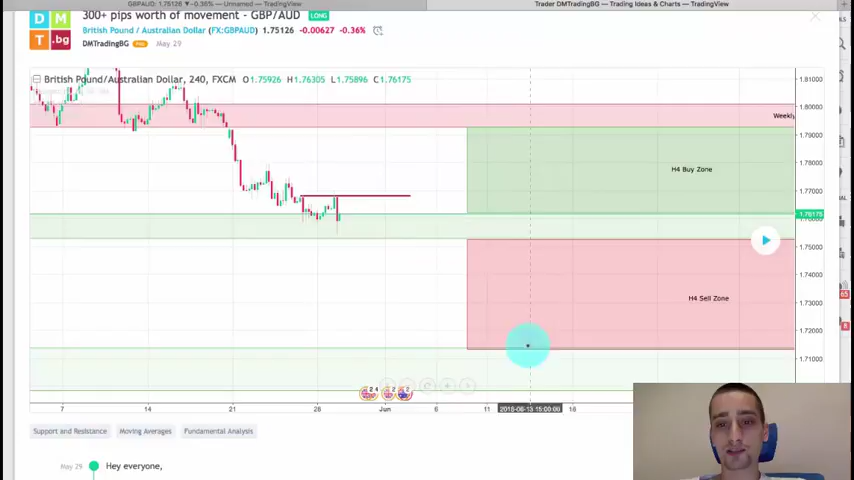 GBPAUD 1.75126 ▼-0.36% — Unnamed — TradingView
Trader DMTradingBG — Trading Ideas & Charts — TradingView
DM
T.bg
300+ pips worth of movement - GBP/AUD LONG
British Pound / Australian Dollar (FX:GBPAUD) 1.75126 -0.00627 -0.36%
DMTradingBG PRO May 29
British Pound/Australian Dollar, 240, FXCM O1.75926 H1.76305 L1.75896 C1.76175
1.81000
1.80000
Weekly
1.79000
1.78000
H4 Buy Zone
1.77000
1.76175
1.75000
1.74000
H4 Sell Zone
1.73000
1.72000
1.71000
7 14 21 28 Jun 6 11 2018-06-13 15:00:00 18
Support and Resistance Moving Averages Fundamental Analysis
May 29 Hey everyone,